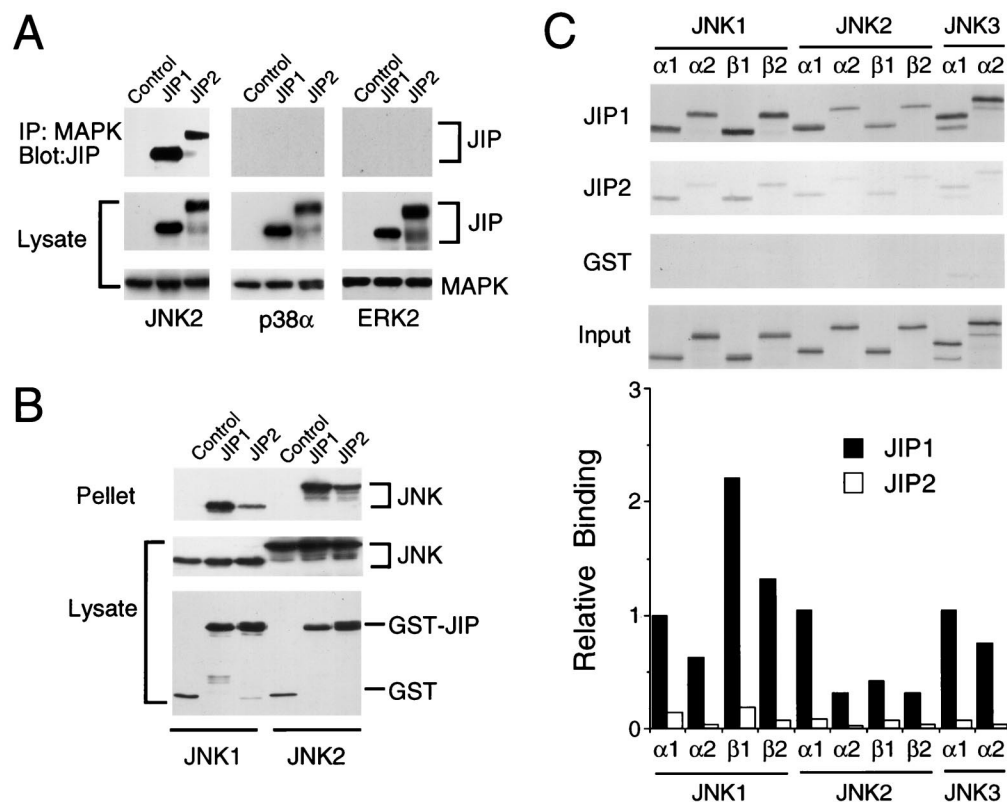 A
Control JIP1 JIP2 Control JIP1 JIP2 Control JIP1 JIP2
IP: MAPK
Blot:JIP
JIP
Lysate
JIP
MAPK
JNK2 p38α ERK2
B
Control JIP1 JIP2 Control JIP1 JIP2
Pellet
JNK
Lysate
JNK
GST-JIP
GST
JNK1 JNK2
C
JNK1 JNK2 JNK3
α1 α2 β1 β2 α1 α2 β1 β2 α1 α2
JIP1
JIP2
GST
Input
3
2
1
0
Relative Binding
JIP1
JIP2
α1 α2 β1 β2 α1 α2 β1 β2 α1 α2
JNK1 JNK2 JNK3